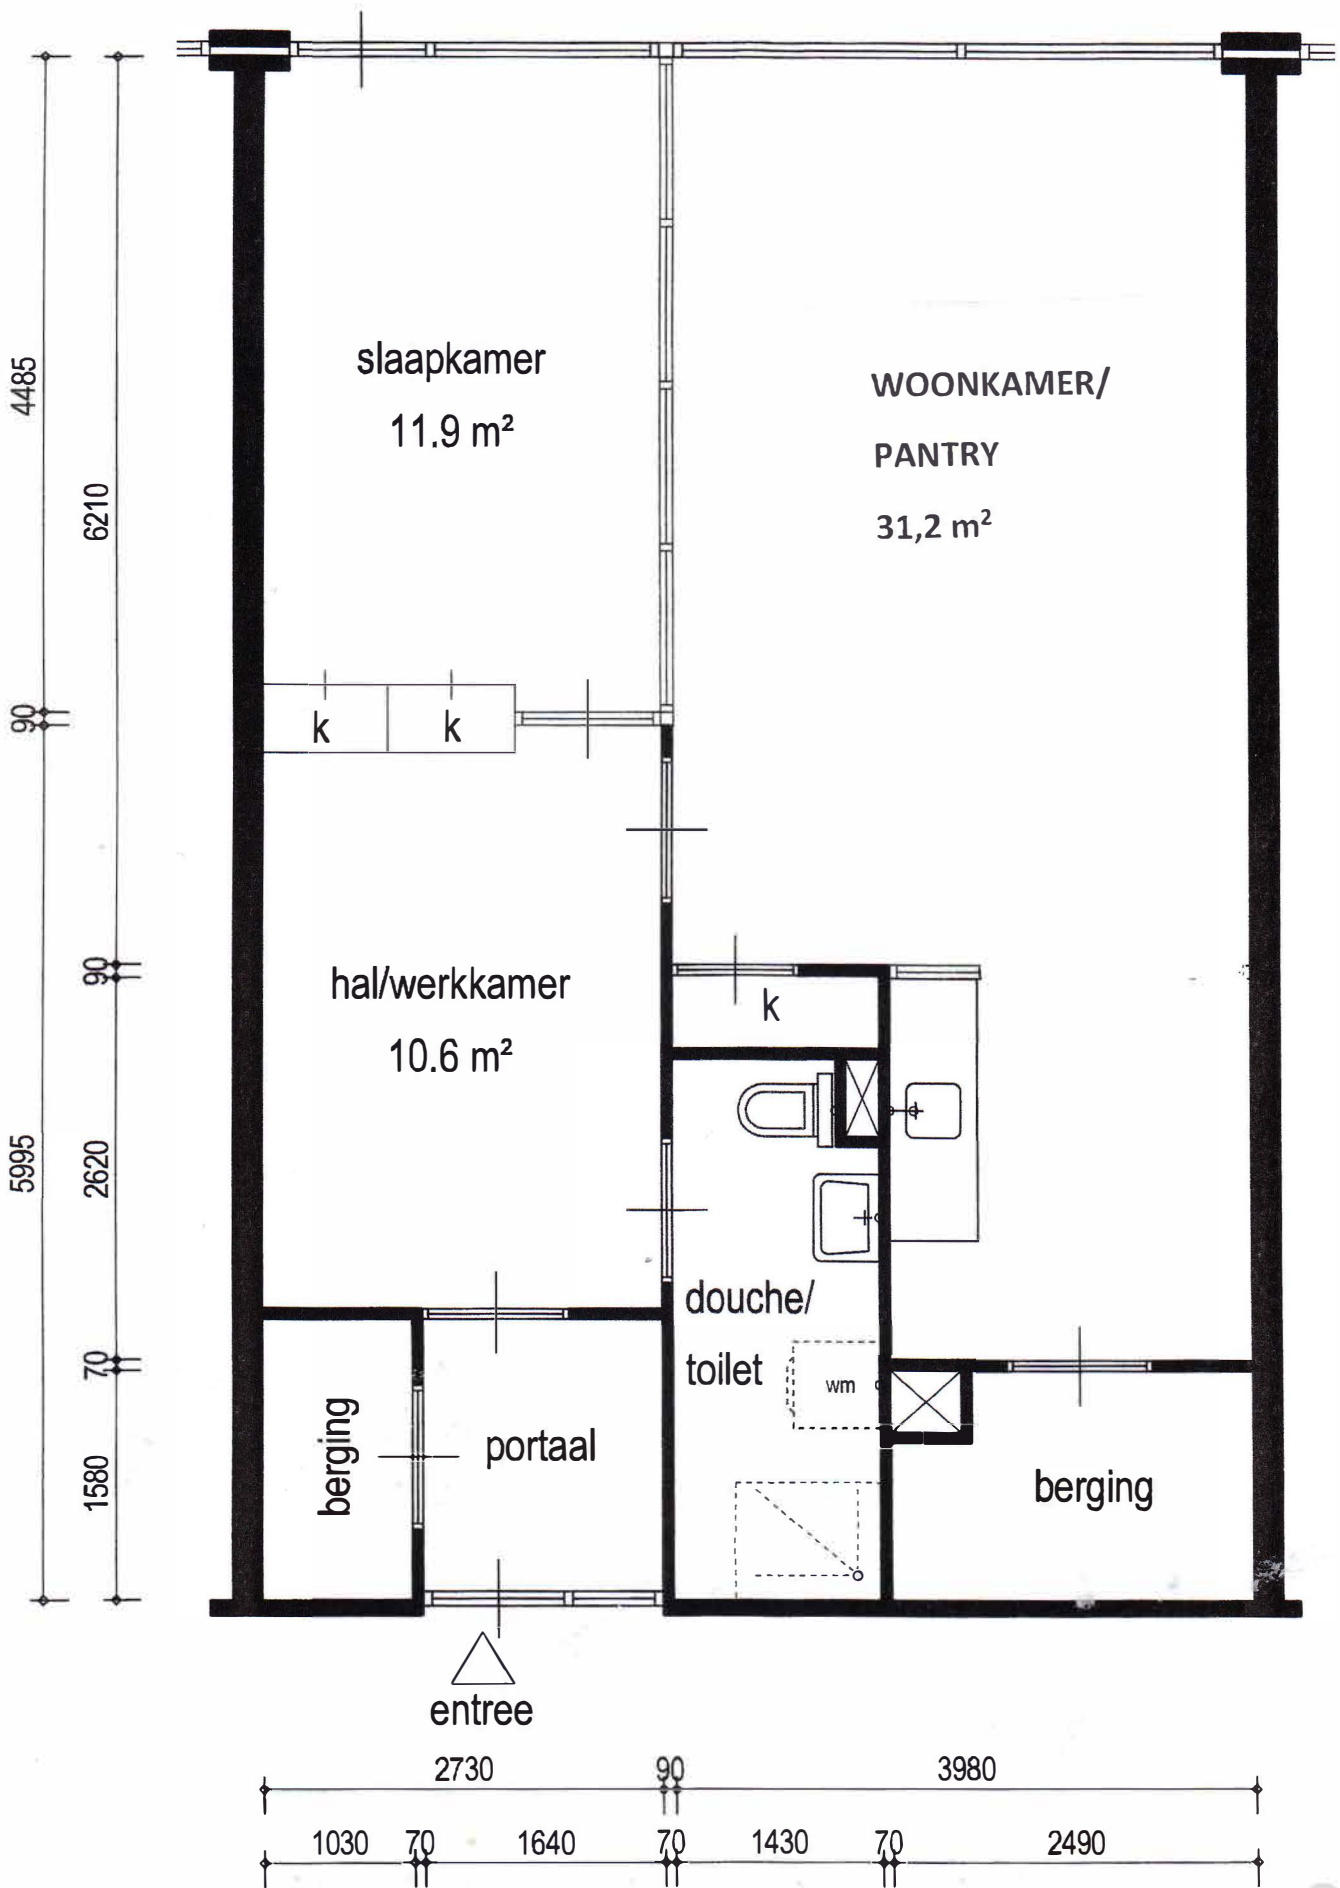 slaapkamer
11.9 m²
WOONKAMER/
PANTRY
31,2 m²
4485
6210
90
k
k
90
hal/werkkamer
10.6 m²
k
5995
2620
douche/
toilet
wm
70
1580
berging
portaal
berging
entree
2730
90
3980
1030
70
1640
70
1430
70
2490